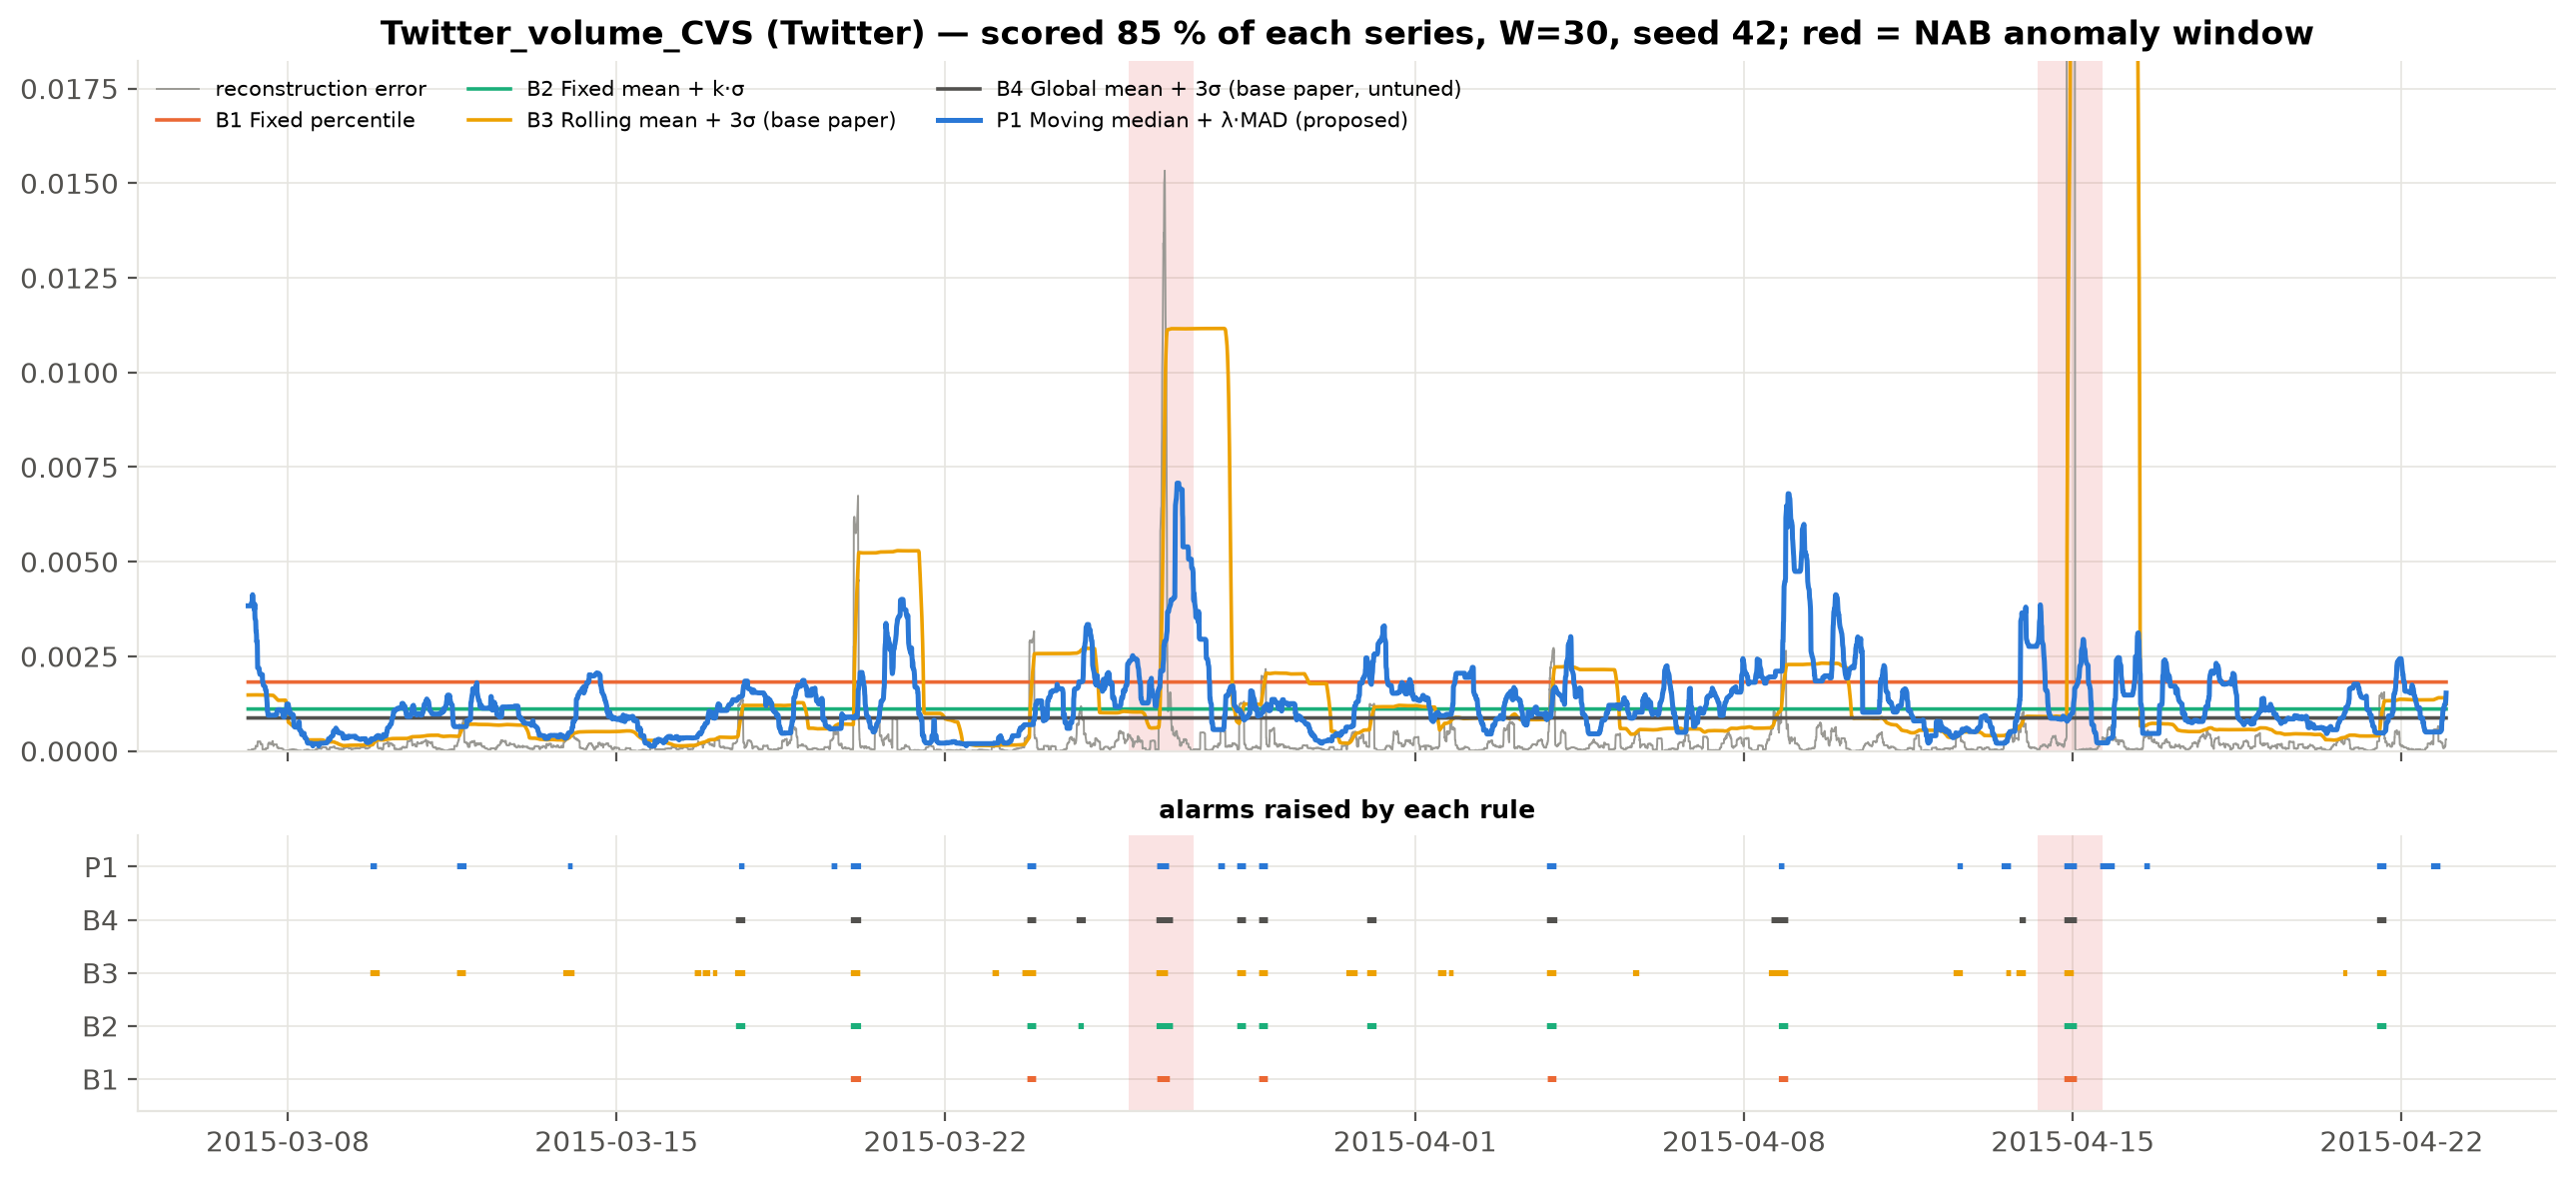 Twitter_volume_CVS (Twitter) — scored 85 % of each series, W=30, seed 42; red = NAB anomaly window
reconstruction error
B1 Fixed percentile
B2 Fixed mean + k·σ
B3 Rolling mean + 3σ (base paper)
B4 Global mean + 3σ (base paper, untuned)
P1 Moving median + λ·MAD (proposed)
0.0175
0.0150
0.0125
0.0100
0.0075
0.0050
0.0025
0.0000
alarms raised by each rule
P1
B4
B3
B2
B1
2015-03-08
2015-03-15
2015-03-22
2015-04-01
2015-04-08
2015-04-15
2015-04-22